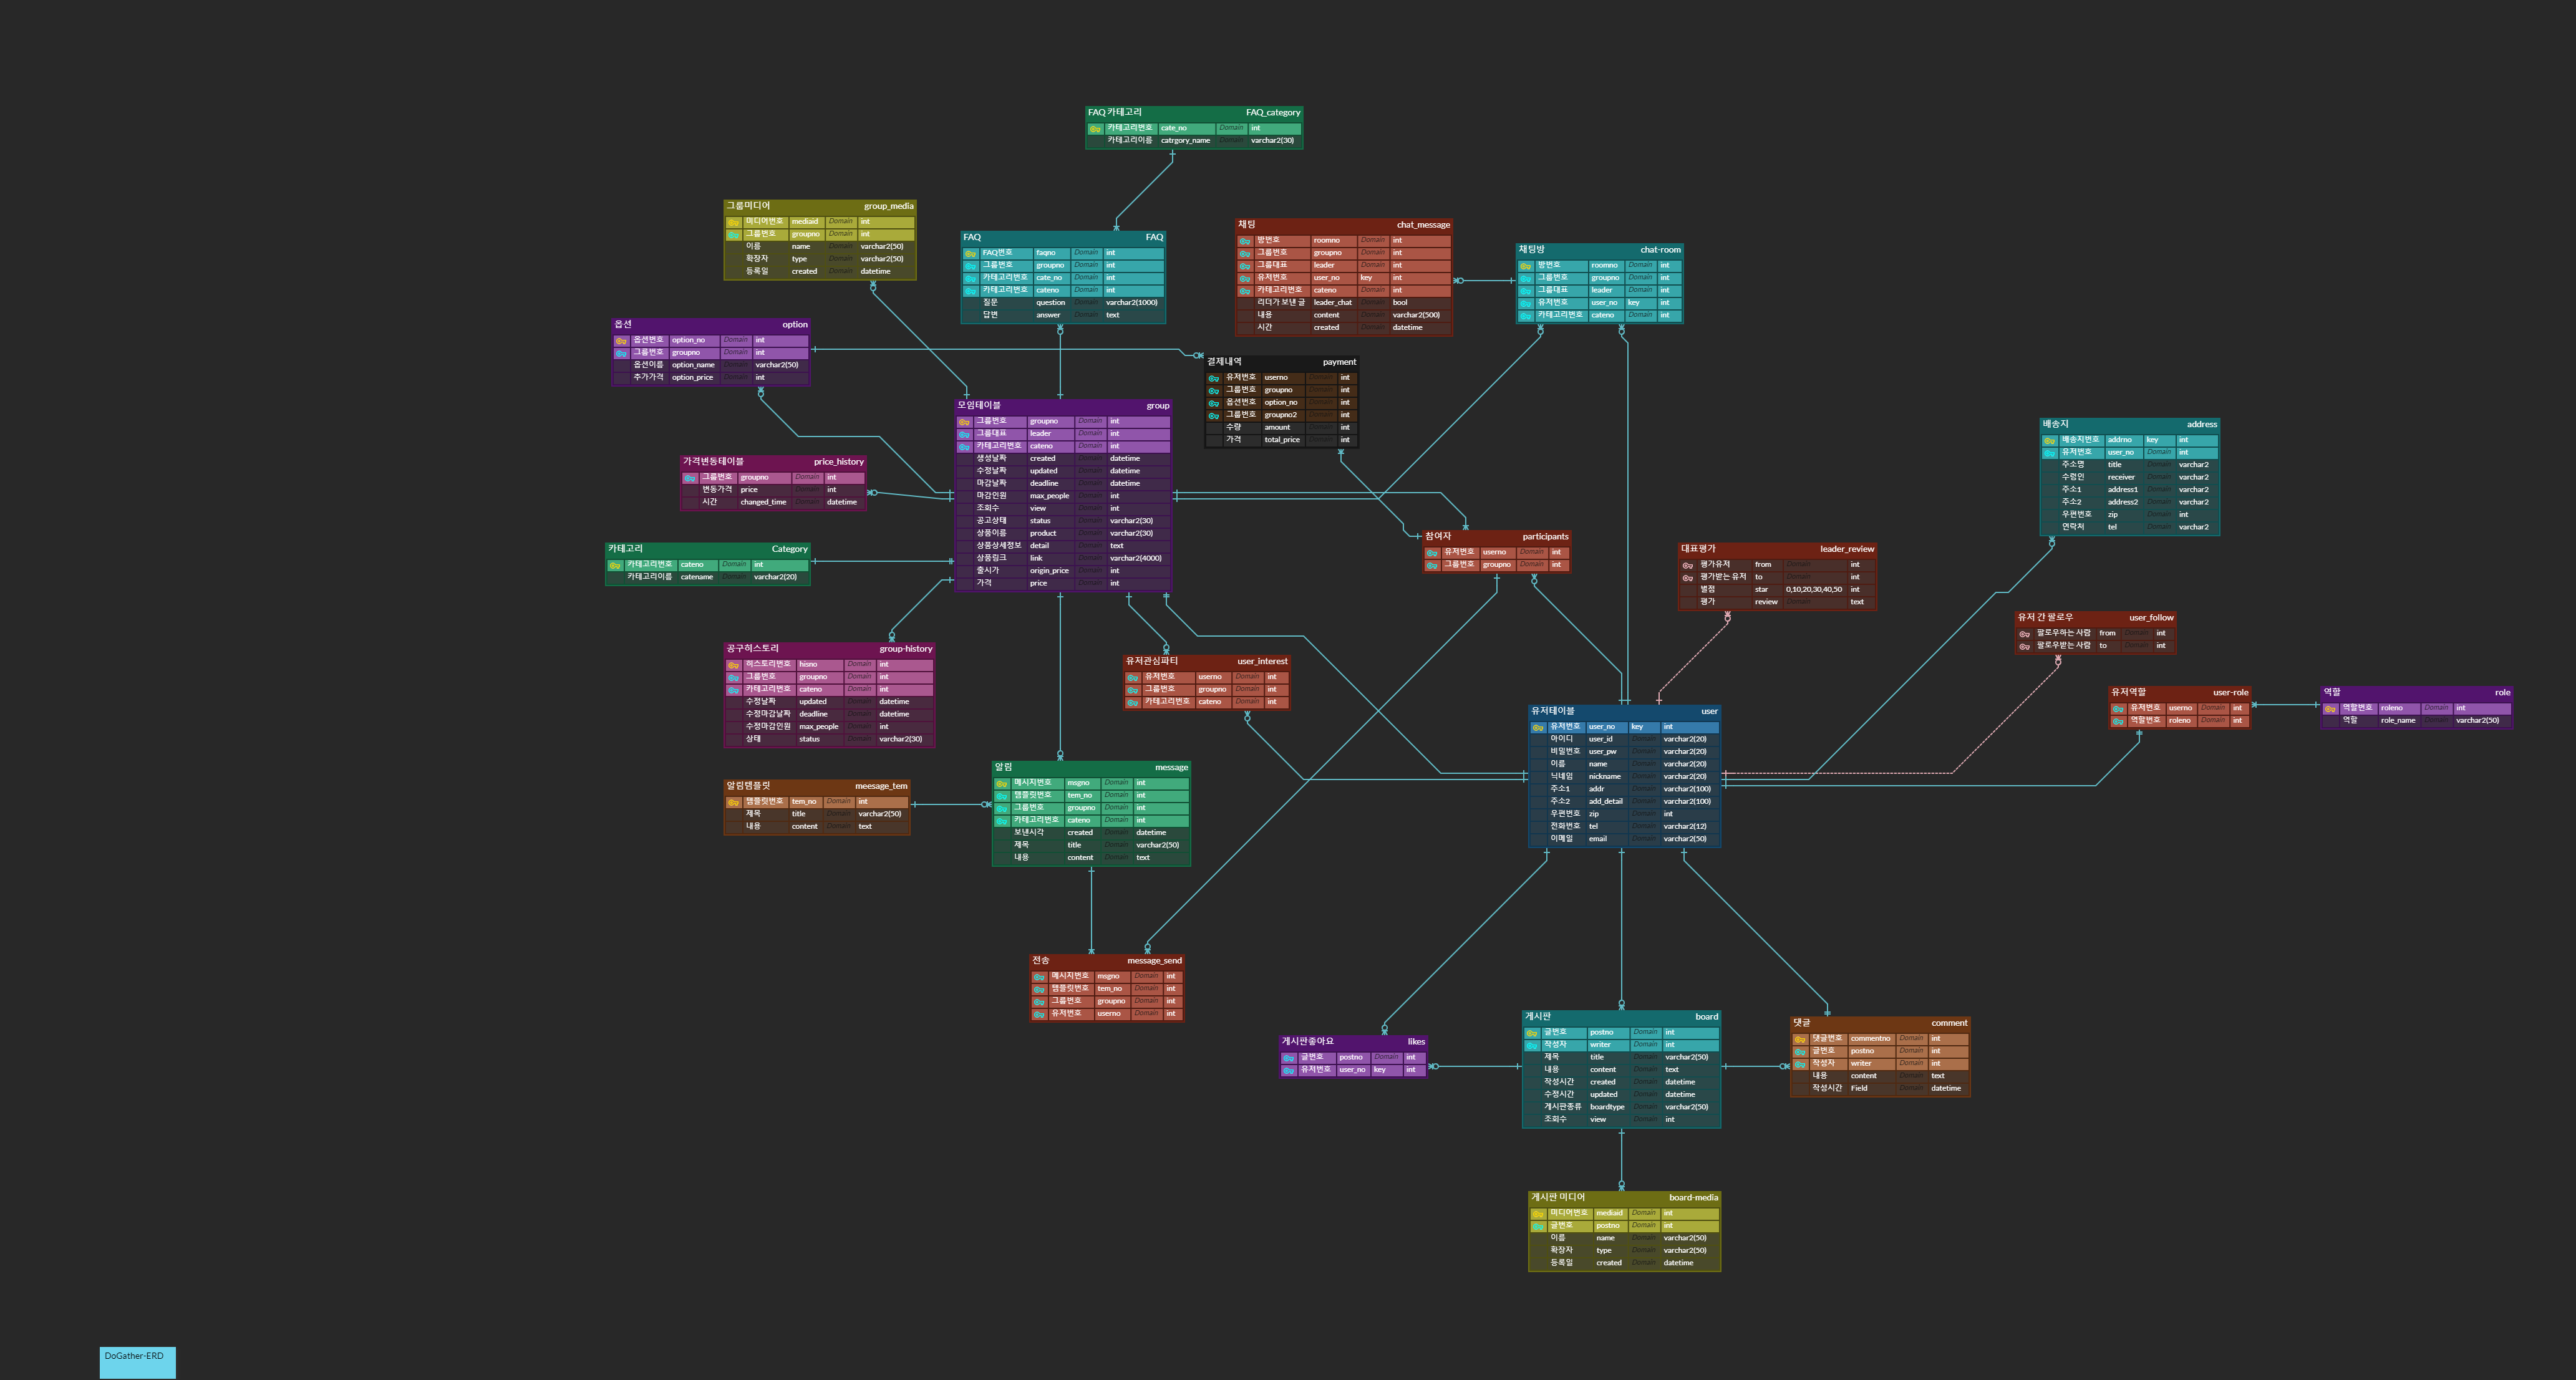 FAQ 카테고리 FAQ_category
카테고리번호 cate_no Domain int
카테고리이름 catrgory_name Domain varchar2(30)
그룹미디어 group_media
미디어번호 mediaid Domain int
그룹번호 groupno Domain int
이름 name Domain varchar2(50)
확장자 type Domain varchar2(50)
등록일 created Domain datetime
FAQ FAQ
FAQ번호 faqno Domain int
그룹번호 groupno Domain int
카테고리번호 cate_no Domain int
카테고리번호 cateno Domain int
질문 question Domain varchar2(1000)
답변 answer Domain text
채팅 chat_message
방번호 roomno Domain int
그룹번호 groupno Domain int
그룹대표 leader Domain int
유저번호 user_no key int
카테고리번호 cateno Domain int
리더가 보낸 글 leader_chat Domain bool
내용 content Domain varchar2(500)
시간 created Domain datetime
채팅방 chat-room
방번호 roomno Domain int
그룹번호 groupno Domain int
그룹대표 leader Domain int
유저번호 user_no key int
카테고리번호 cateno Domain int
옵션 option
옵션번호 option_no Domain int
그룹번호 groupno Domain int
옵션이름 option_name Domain varchar2(50)
추가가격 option_price Domain int
결제내역 payment
유저번호 userno Domain int
그룹번호 groupno Domain int
옵션번호 option_no Domain int
그룹번호 groupno2 Domain int
수량 amount Domain int
가격 total_price Domain int
모임테이블 group
그룹번호 groupno Domain int
그룹대표 leader Domain int
카테고리번호 cateno Domain int
생성날짜 created Domain datetime
수정날짜 updated Domain datetime
마감날짜 deadline Domain datetime
마감인원 max_people Domain int
조회수 view Domain int
공고상태 status Domain varchar2(30)
상품이름 product Domain varchar2(30)
상품상세정보 detail Domain text
상품링크 link Domain varchar2(4000)
출시가 origin_price Domain int
가격 price Domain int
배송지 address
배송지번호 addrno key int
유저번호 user_no Domain int
주소명 title Domain varchar2
수령인 receiver Domain varchar2
주소1 address1 Domain varchar2
주소2 address2 Domain varchar2
우편번호 zip Domain int
연락처 tel Domain varchar2
가격변동테이블 price_history
그룹번호 groupno Domain int
변동가격 price Domain int
시간 changed_time Domain datetime
참여자 participants
유저번호 userno Domain int
그룹번호 groupno Domain int
카테고리 Category
카테고리번호 cateno Domain int
카테고리이름 catename Domain varchar2(20)
대표평가 leader_review
평가유저 from Domain int
평가받는 유저 to Domain int
별점 star 0,10,20,30,40,50 int
평가 review Domain text
유저 간 팔로우 user_follow
팔로우하는 사람 from Domain int
팔로우받는 사람 to Domain int
공구히스토리 group-history
히스토리번호 hisno Domain int
그룹번호 groupno Domain int
카테고리번호 cateno Domain int
수정날짜 updated Domain datetime
수정마감날짜 deadline Domain datetime
수정마감인원 max_people Domain int
상태 status Domain varchar2(30)
유저관심파티 user_interest
유저번호 userno Domain int
그룹번호 groupno Domain int
카테고리번호 cateno Domain int
유저역할 user-role
유저번호 userno Domain int
역할번호 roleno Domain int
역할 role
역할번호 roleno Domain int
역할 role_name Domain varchar2(50)
유저테이블 user
유저번호 user_no key int
아이디 user_id Domain varchar2(20)
비밀번호 user_pw Domain varchar2(20)
이름 name Domain varchar2(20)
닉네임 nickname Domain varchar2(20)
주소1 addr Domain varchar2(100)
주소2 add_detail Domain varchar2(100)
우편번호 zip Domain int
전화번호 tel Domain varchar2(12)
이메일 email Domain varchar2(50)
알림 message
메시지번호 msgno Domain int
템플릿번호 tem_no Domain int
그룹번호 groupno Domain int
카테고리번호 cateno Domain int
보낸시각 created Domain datetime
제목 title Domain varchar2(50)
내용 content Domain text
알림템플릿 meesage_tem
템플릿번호 tem_no Domain int
제목 title Domain varchar2(50)
내용 content Domain text
전송 message_send
메시지번호 msgno Domain int
템플릿번호 tem_no Domain int
그룹번호 groupno Domain int
유저번호 userno Domain int
게시판 board
글번호 postno Domain int
작성자 writer Domain int
제목 title Domain varchar2(50)
내용 content Domain text
작성시간 created Domain datetime
수정시간 updated Domain datetime
게시판종류 boardtype Domain varchar2(50)
조회수 view Domain int
댓글 comment
댓글번호 commentno Domain int
글번호 postno Domain int
작성자 writer Domain int
내용 content Domain text
작성시간 Field Domain datetime
게시판좋아요 likes
글번호 postno Domain int
유저번호 user_no key int
게시판 미디어 board-media
미디어번호 mediaid Domain int
글번호 postno Domain int
이름 name Domain varchar2(50)
확장자 type Domain varchar2(50)
등록일 created Domain datetime
DoGather-ERD